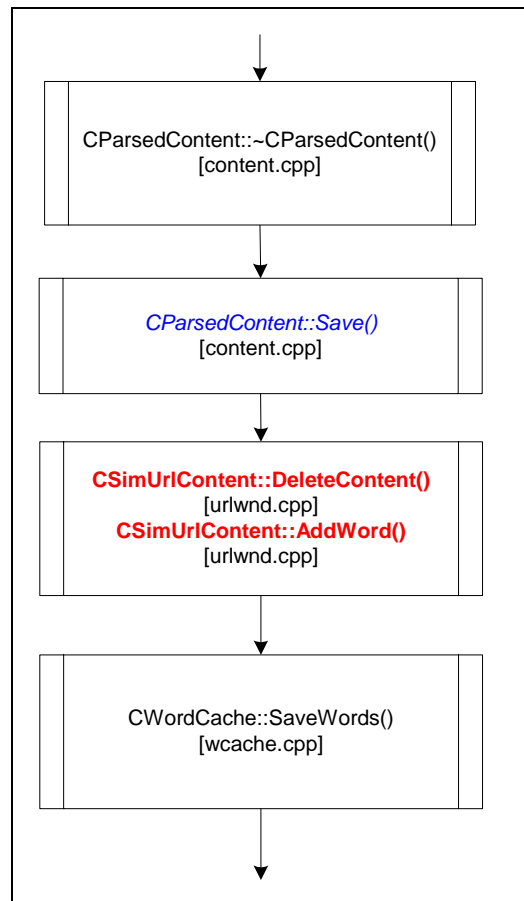 CParsedContent::~CParsedContent()
[content.cpp]
CParsedContent::Save()
[content.cpp]
CSimUrlContent::DeleteContent()
[urlwnd.cpp]
CSimUrlContent::AddWord()
[urlwnd.cpp]
CWordCache::SaveWords()
[wcache.cpp]